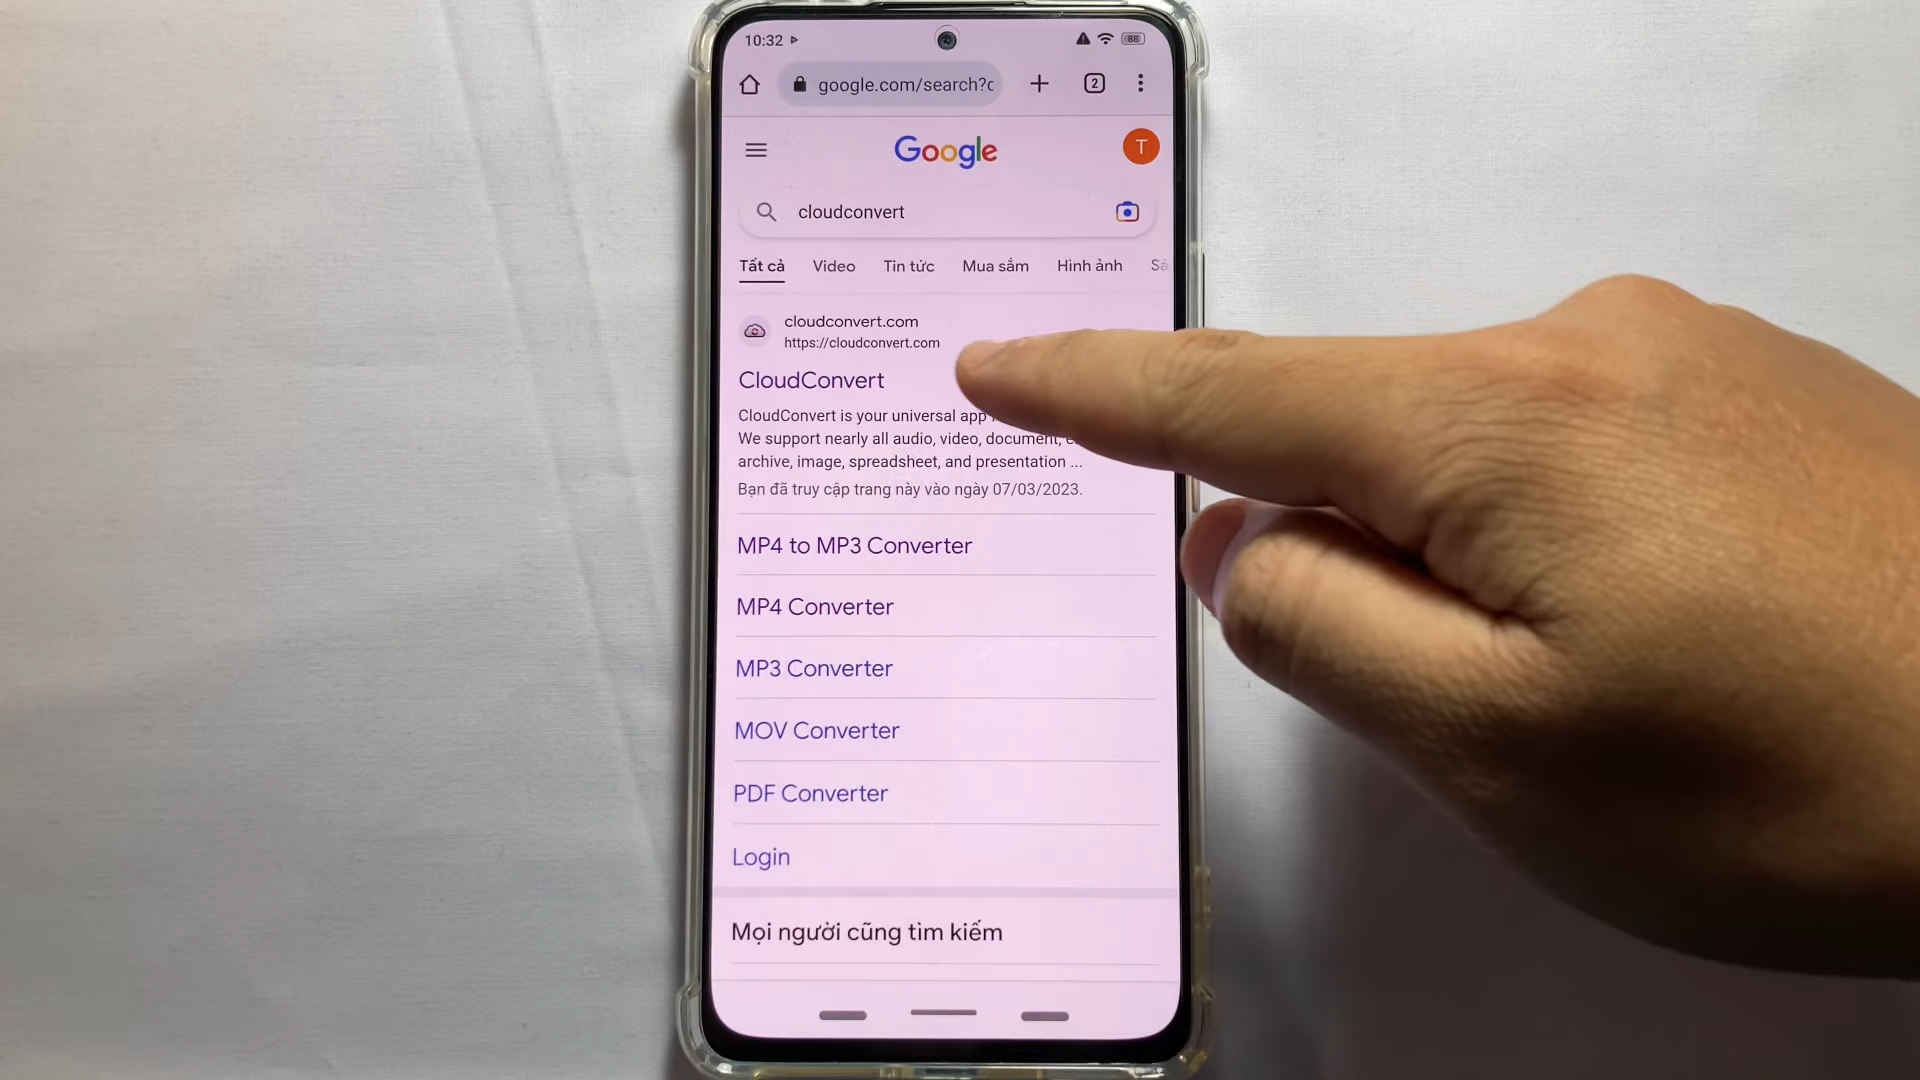 10:32
88
google.com/search?c
2
Google
T
cloudconvert
Tất cả Video Tin tức Mua sắm Hình ảnh
cloudconvert.com
https://cloudconvert.com
CloudConvert
CloudConvert is your universal app
We support nearly all audio, video, document,
archive, image, spreadsheet, and presentation ...
Bạn đã truy cập trang này vào ngày 07/03/2023.
MP4 to MP3 Converter
MP4 Converter
MP3 Converter
MOV Converter
PDF Converter
Login
Mọi người cũng tìm kiếm